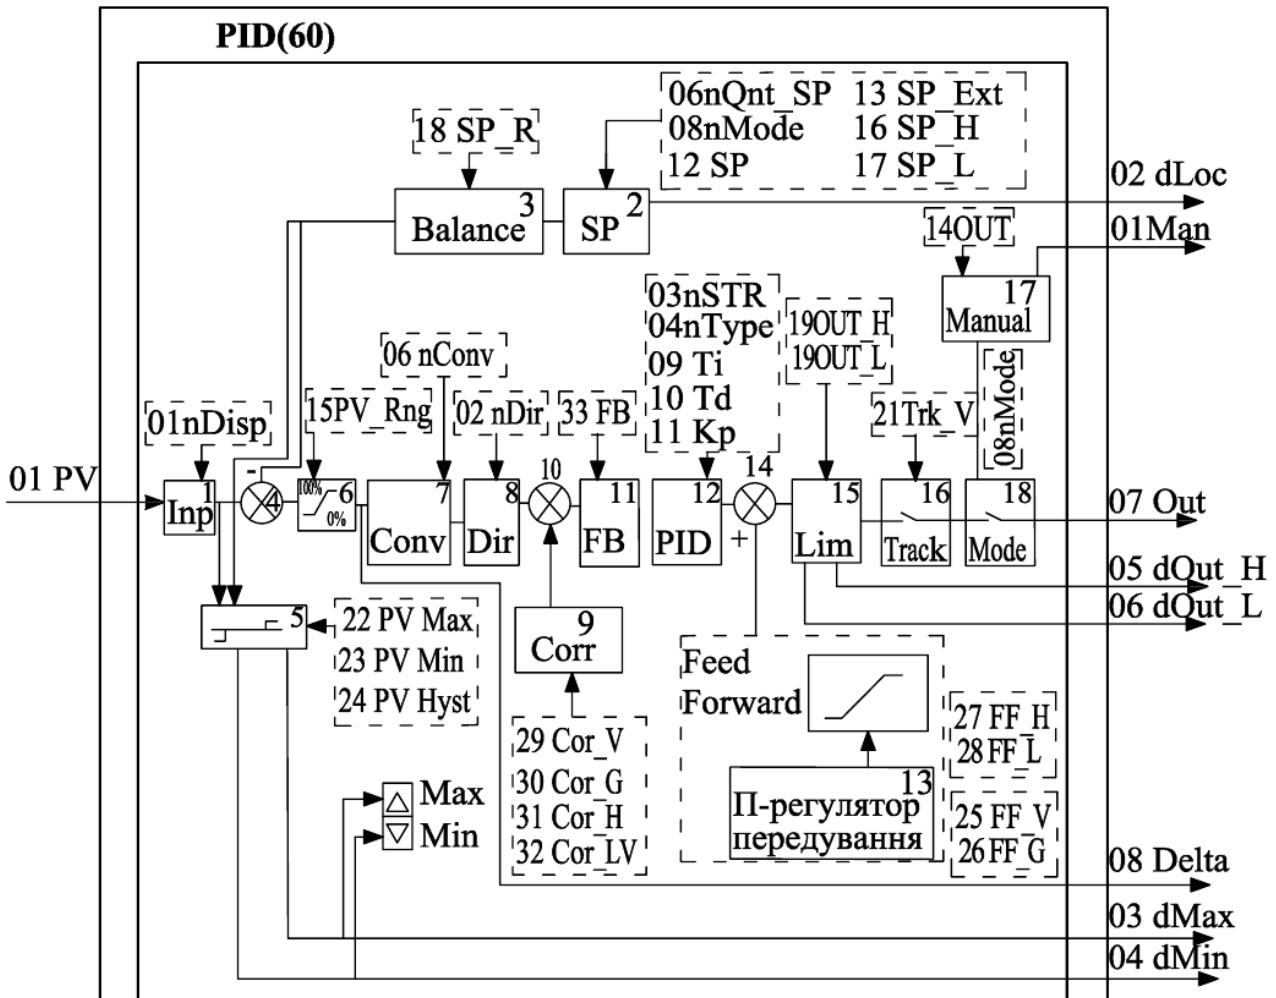 PID(60)
06nQnt_SP 13 SP_Ext
08nMode 16 SP_H
12 SP 17 SP_L
18 SP_R
02 dLoc
3
Balance
2
SP
14OUT
01Man
17
Manual
03nSTR
04nType
09 Ti
10 Td
11 Kp
19OUT_H
19OUT_L
08nMode
06 nConv
01nDisp
15PV_Rng
02 nDir
33 FB
21Trk_V
01 PV
1
Inp
-
4
100%
6
0%
7
Conv
8
Dir
10
11
FB
12
PID
14
+
15
Lim
16
Track
18
Mode
07 Out
05 dOut_H
06 dOut_L
5
22 PV Max
23 PV Min
24 PV Hyst
9
Corr
29 Cor_V
30 Cor_G
31 Cor_H
32 Cor_LV
Feed
Forward
13
П-регулятор
передування
27 FF_H
28 FF_L
25 FF_V
26 FF_G
Max
Min
08 Delta
03 dMax
04 dMin